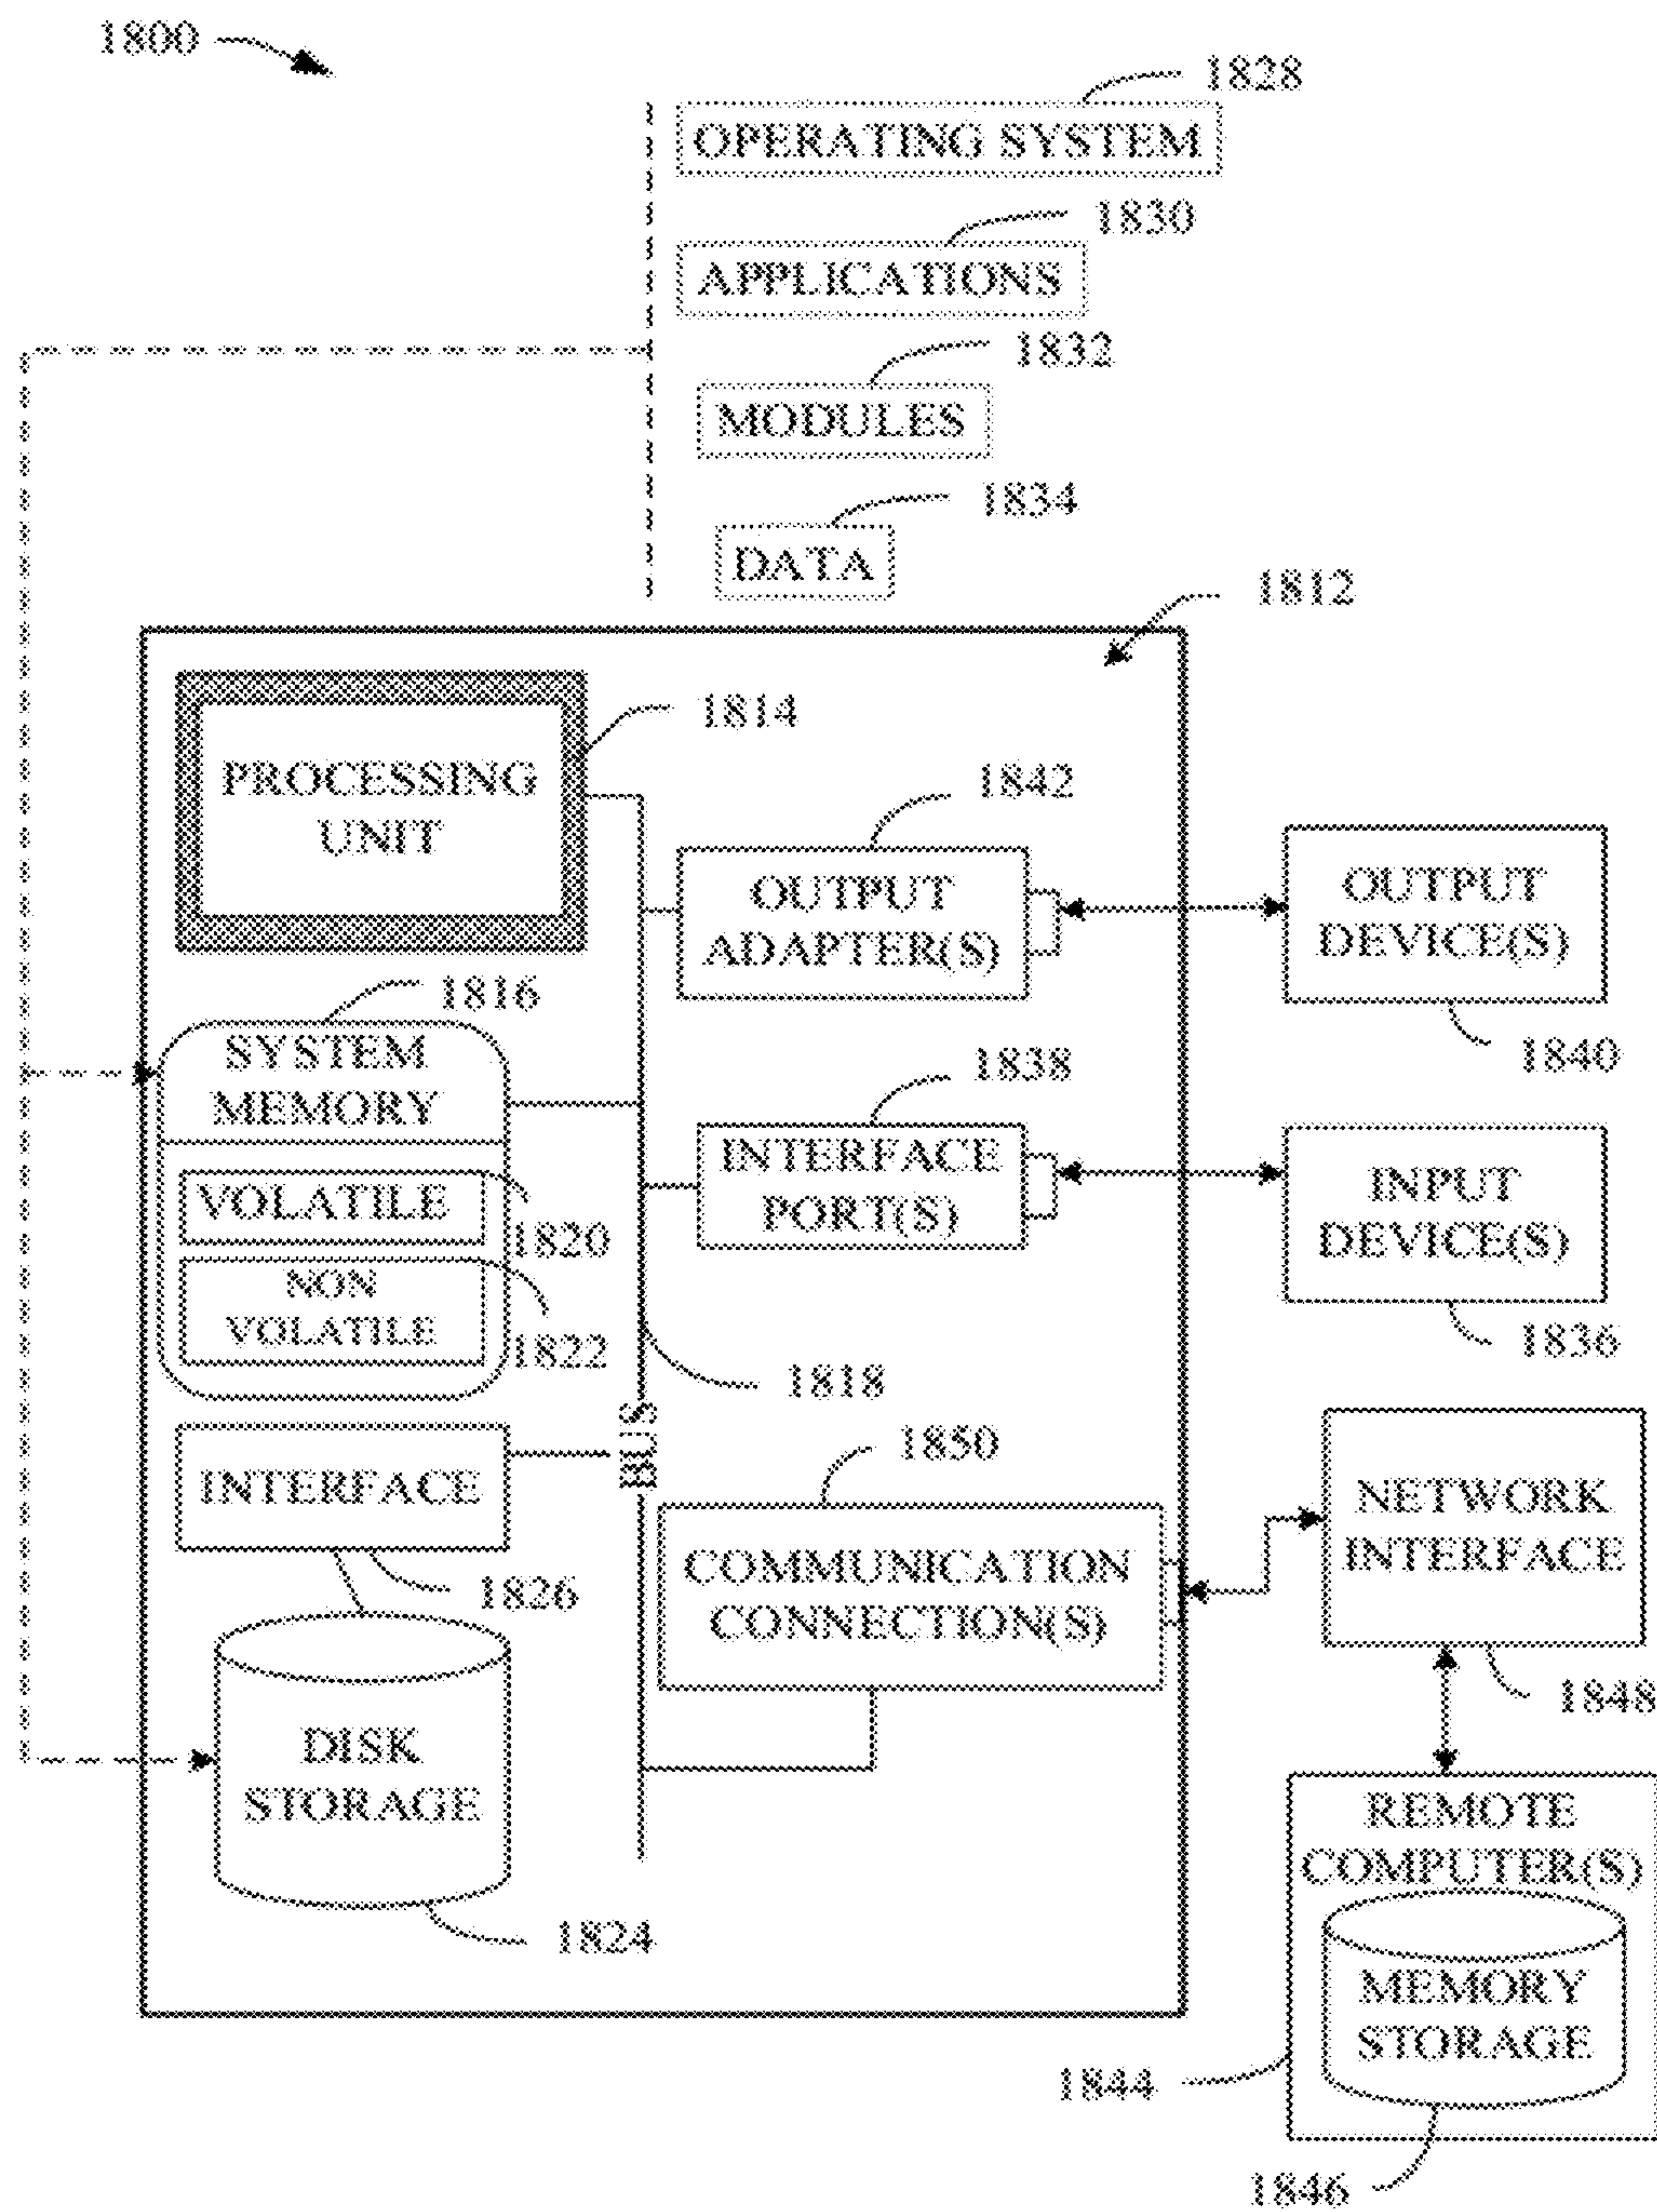 1800
1828
OPERATING SYSTEM
1830
APPLICATIONS
1832
MODULES
1834
DATA
1812
PROCESSING
UNIT
1814
1842
OUTPUT
ADAPTER(S)
OUTPUT
DEVICE(S)
1840
1816
SYSTEM
MEMORY
VOLATILE
1820
NON
VOLATILE
1822
1838
INTERFACE
PORT(S)
INPUT
DEVICE(S)
1836
1818
BUS
INTERFACE
1826
1850
COMMUNICATION
CONNECTION(S)
NETWORK
INTERFACE
1848
DISK
STORAGE
1824
REMOTE
COMPUTER(S)
MEMORY
STORAGE
1844
1846